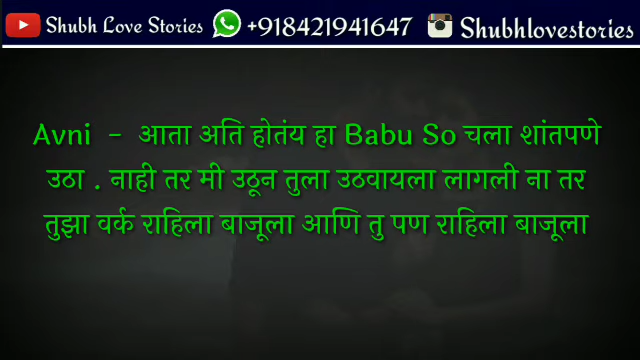 Shubh Love Stories +918421941647 Shubhlovestories
Avni - आता अति होतंय हा Babu So चला शांतपणे
उठा . नाही तर मी उठून तुला उठवायला लागली ना तर
तुझा वर्क राहिला बाजूला आणि तु पण राहिला बाजूला